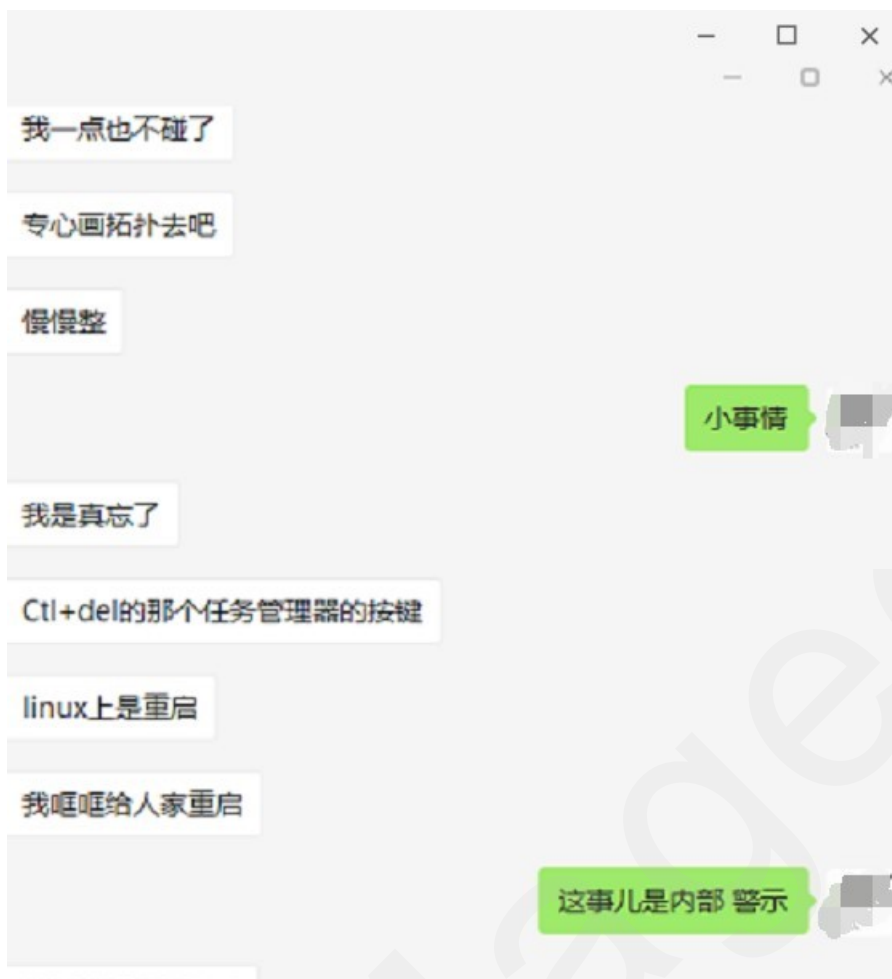 我一点也不碰了
专心画拓扑去吧
慢慢整
小事情
我是真忘了
Ctl+del的那个任务管理器的按键
linux上是重启
我哐哐给人家重启
这事儿是内部 警示